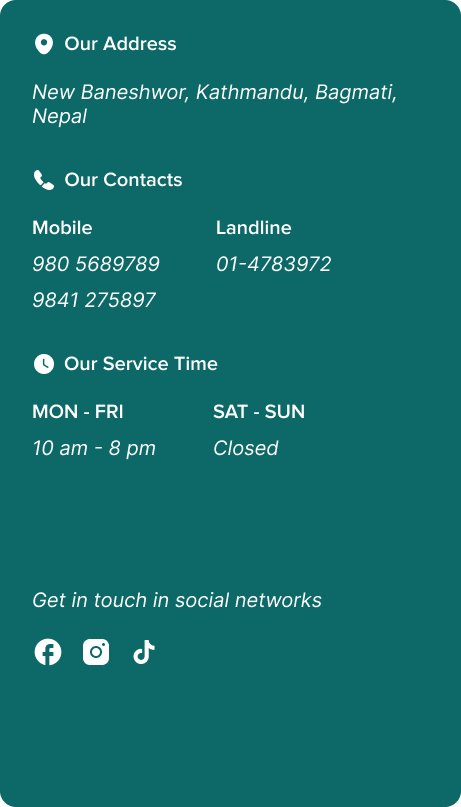 Our Address
New Baneshwor, Kathmandu, Bagmati,
Nepal
Our Contacts
Mobile Landline
980 5689789 01-4783972
9841 275897
Our Service Time
MON - FRI SAT - SUN
10 am - 8 pm Closed
Get in touch in social networks